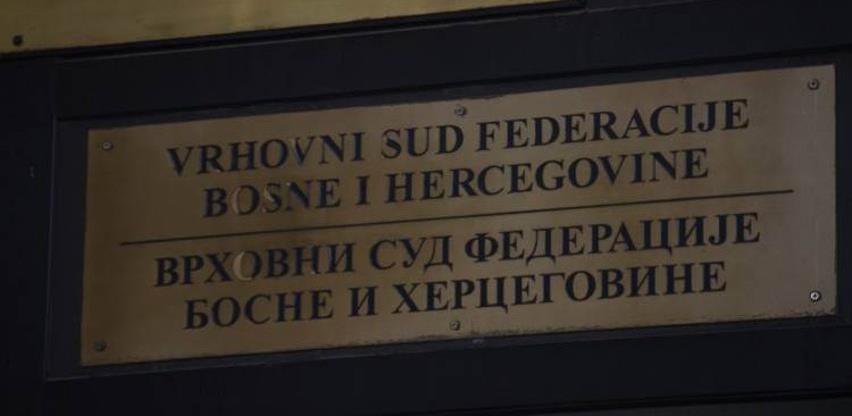 VRHOVNI SUD FEDERACIJE
BOSNE I HERCEGOVINE
ВРХОВНИ СУД ФЕДЕРАЦИЈЕ
БОСНЕ И ХЕРЦЕГОВИНЕ